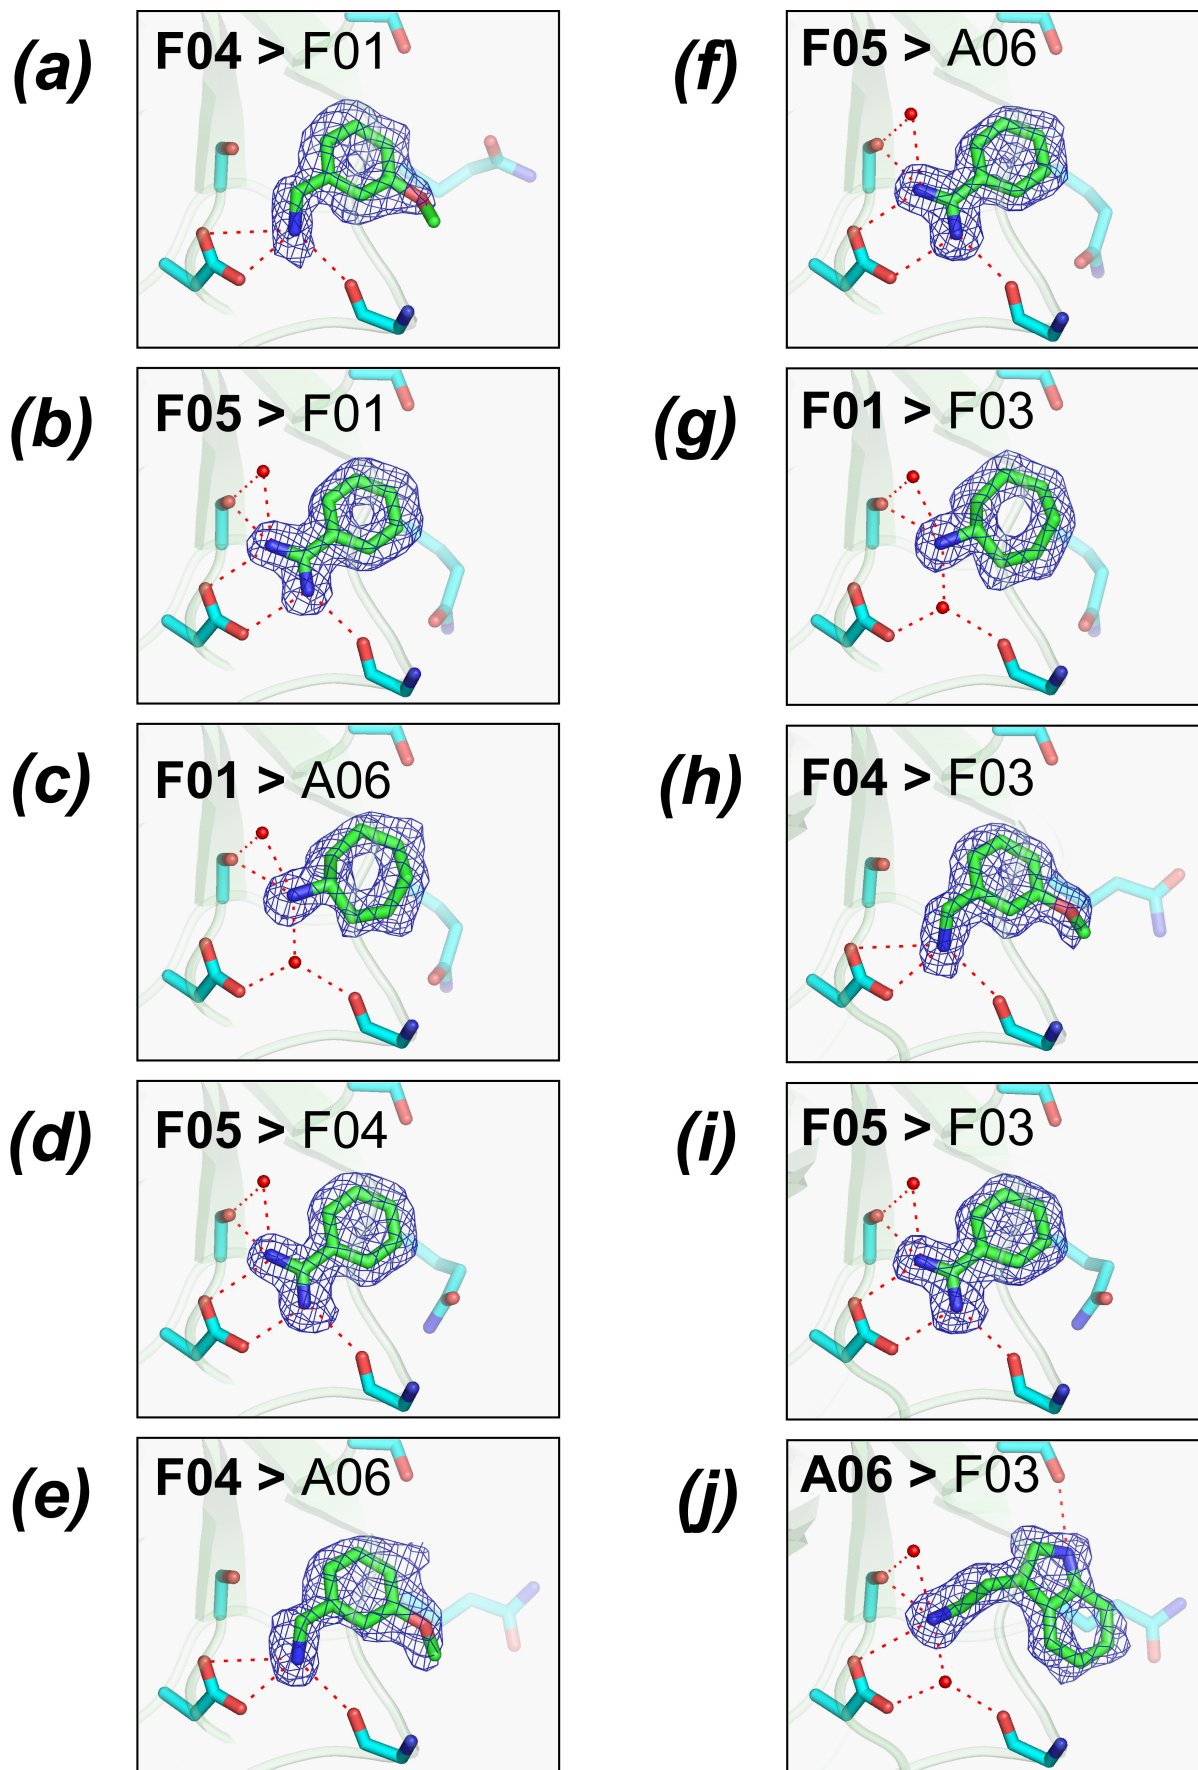 (a) F04 > F01
(b) F05 > F01
(c) F01 > A06
(d) F05 > F04
(e) F04 > A06
(f) F05 > A06
(g) F01 > F03
(h) F04 > F03
(i) F05 > F03
(j) A06 > F03